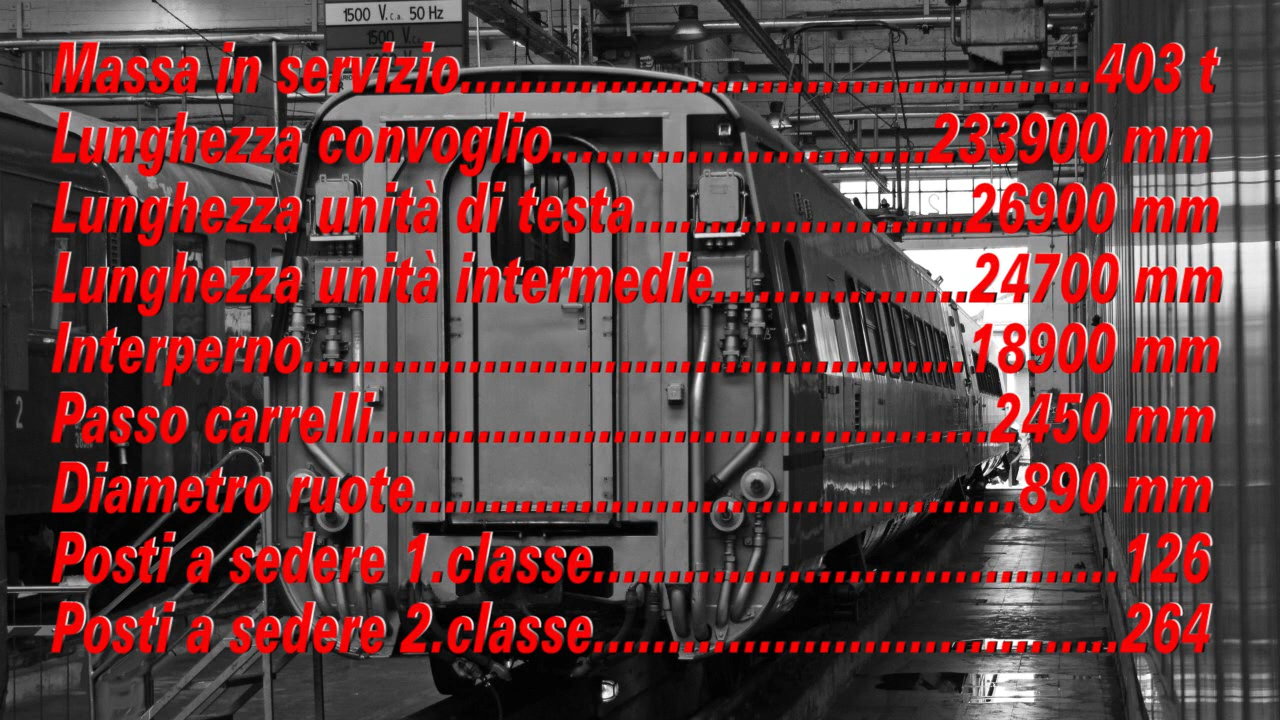 1500 V.c.a. 50 Hz
1500 V.c.
Massa in servizio..........................................403 t
Lunghezza convoglio.........................233900 mm
Lunghezza unità di testa......................26900 mm
Lunghezza unità intermedie.................24700 mm
Interperno............................................18900 mm
Passo carrelli.........................................2450 mm
Diametro ruote........................................890 mm
Posti a sedere 1.classe...................................126
Posti a sedere 2.classe...................................264
2